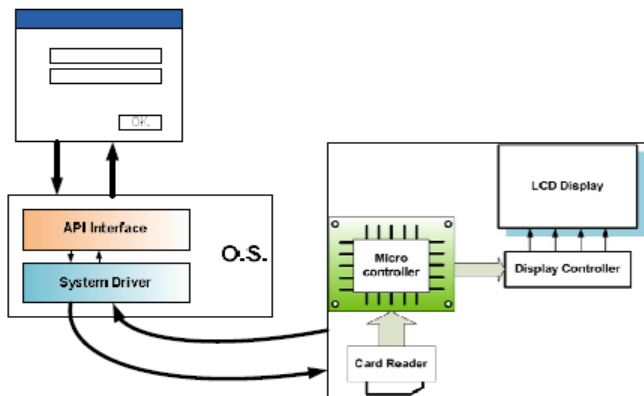 OK
API Interface
O.S.
System Driver
LCD Display
Micro
controller
Display Controller
Card Reader